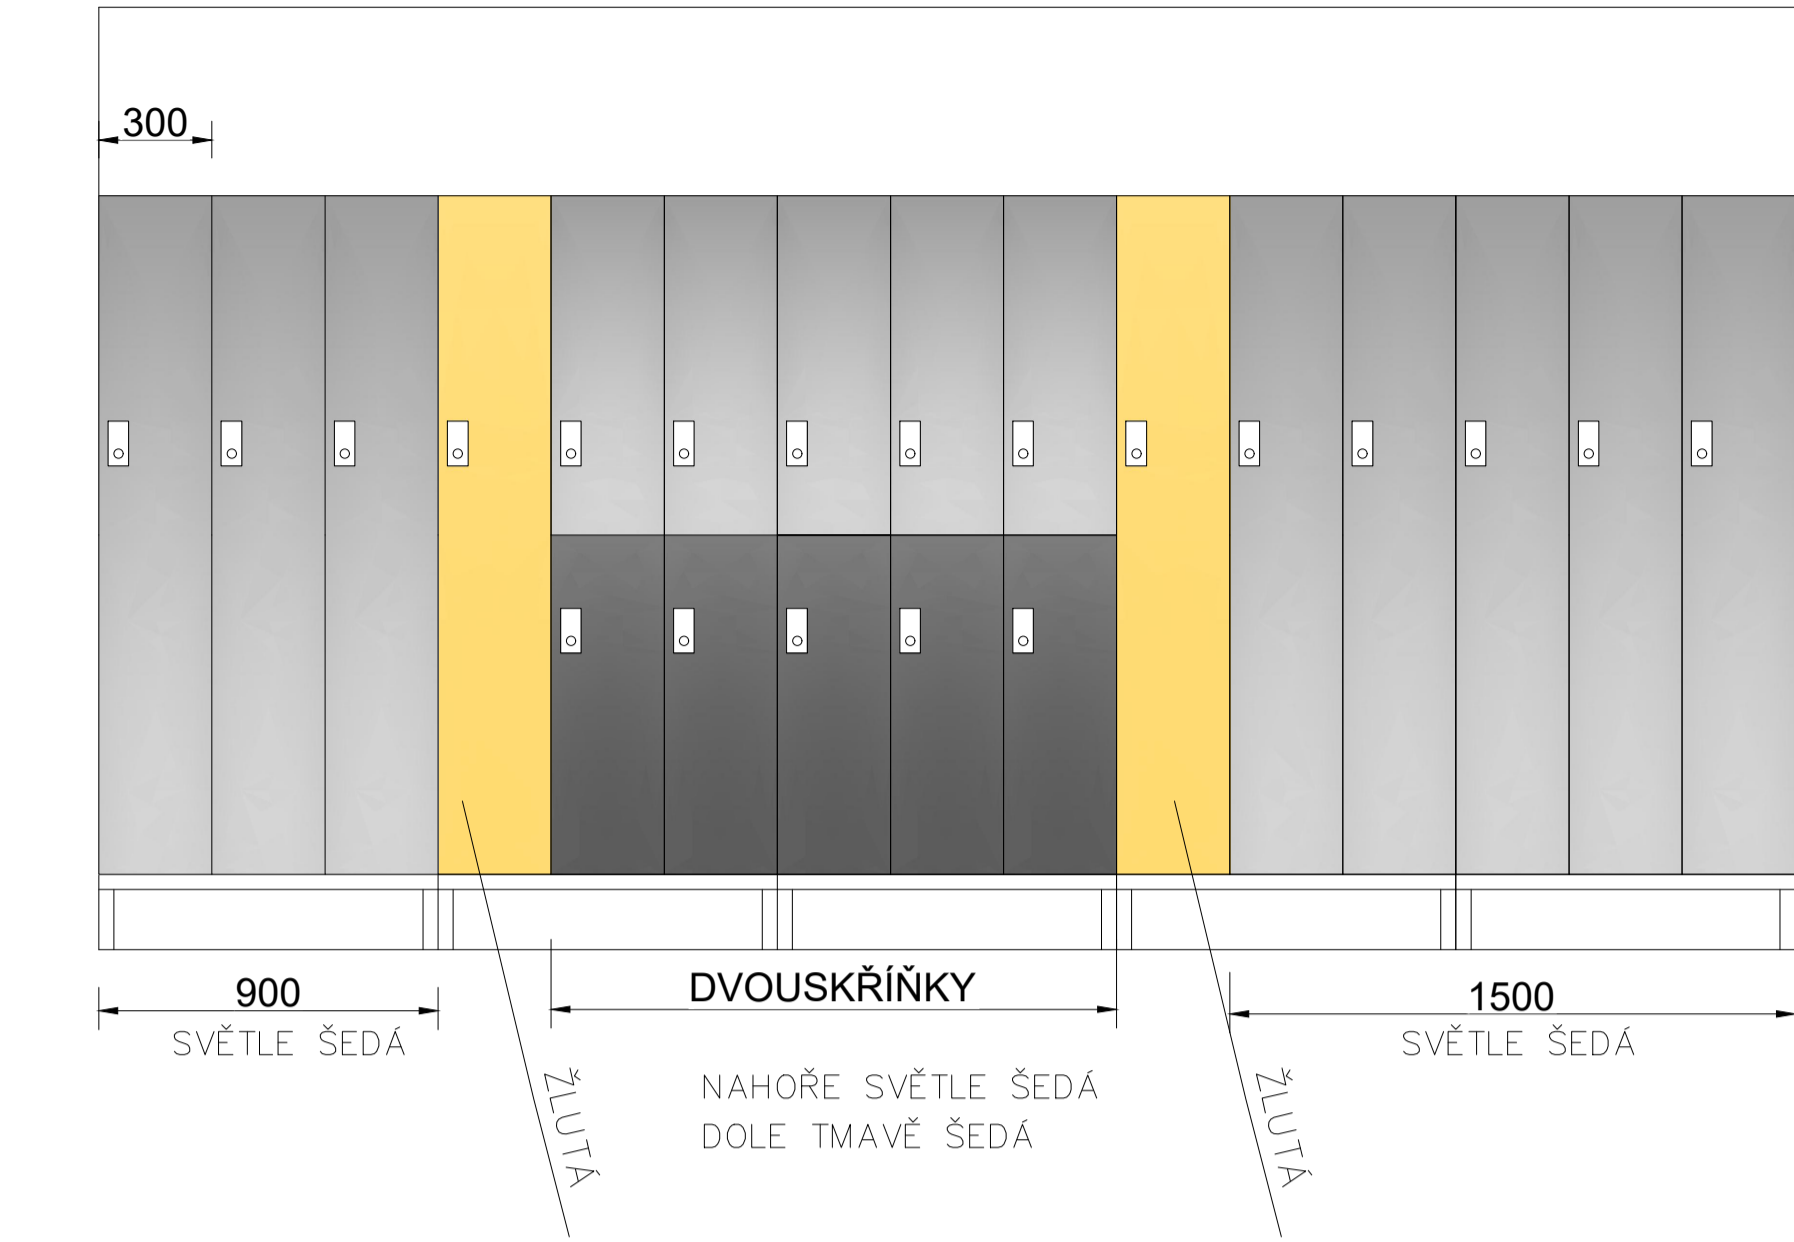 300
900
SVĚTLE ŠEDÁ
ŽLUTÁ
DVOUSKŘÍŇKY
NAHOŘE SVĚTLE ŠEDÁ
DOLE TMAVĚ ŠEDÁ
ŽLUTÁ
1500
SVĚTLE ŠEDÁ